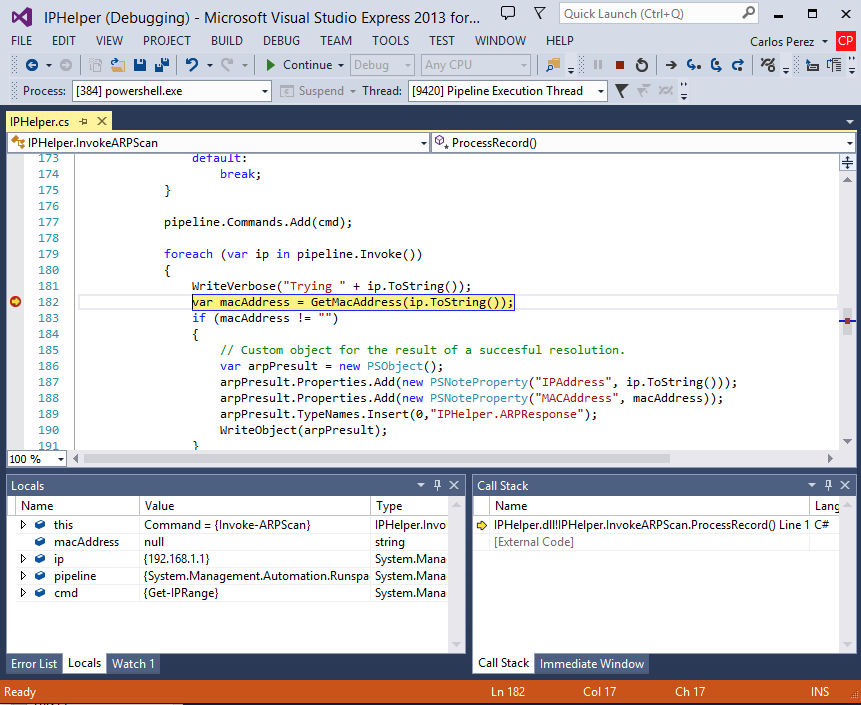 IPHelper (Debugging) - Microsoft Visual Studio Express 2013 for... Quick Launch (Ctrl+Q)
FILE EDIT VIEW PROJECT BUILD DEBUG TEAM TOOLS TEST WINDOW HELP Carlos Perez CP
Continue Debug Any CPU
Process: [384] powershell.exe Suspend Thread: [9420] Pipeline Execution Thread
IPHelper.cs
IPHelper.InvokeARPScan ProcessRecord()
173 default:
174 break;
175 }
176
177 pipeline.Commands.Add(cmd);
178
179 foreach (var ip in pipeline.Invoke())
180 {
181 WriteVerbose("Trying " + ip.ToString());
182 var macAddress = GetMacAddress(ip.ToString());
183 if (macAddress != "")
184 {
185 // Custom object for the result of a succesful resolution.
186 var arpPresult = new PSObject();
187 arpPresult.Properties.Add(new PSNoteProperty("IPAddress", ip.ToString()));
188 arpPresult.Properties.Add(new PSNoteProperty("MACAddress", macAddress));
189 arpPresult.TypeNames.Insert(0,"IPHelper.ARPResponse");
190 WriteObject(arpPresult);
191 }
100 %
Locals
Name Value Type
this Command = {Invoke-ARPScan} IPHelper.Invo
macAddress null string
ip {192.168.1.1} System.Mana
pipeline {System.Management.Automation.Runspa System.Mana
cmd {Get-IPRange} System.Mana
Error List Locals Watch 1
Call Stack
Name Lang
IPHelper.dll!IPHelper.InvokeARPScan.ProcessRecord() Line 1 C#
[External Code]
Call Stack Immediate Window
Ready Ln 182 Col 17 Ch 17 INS